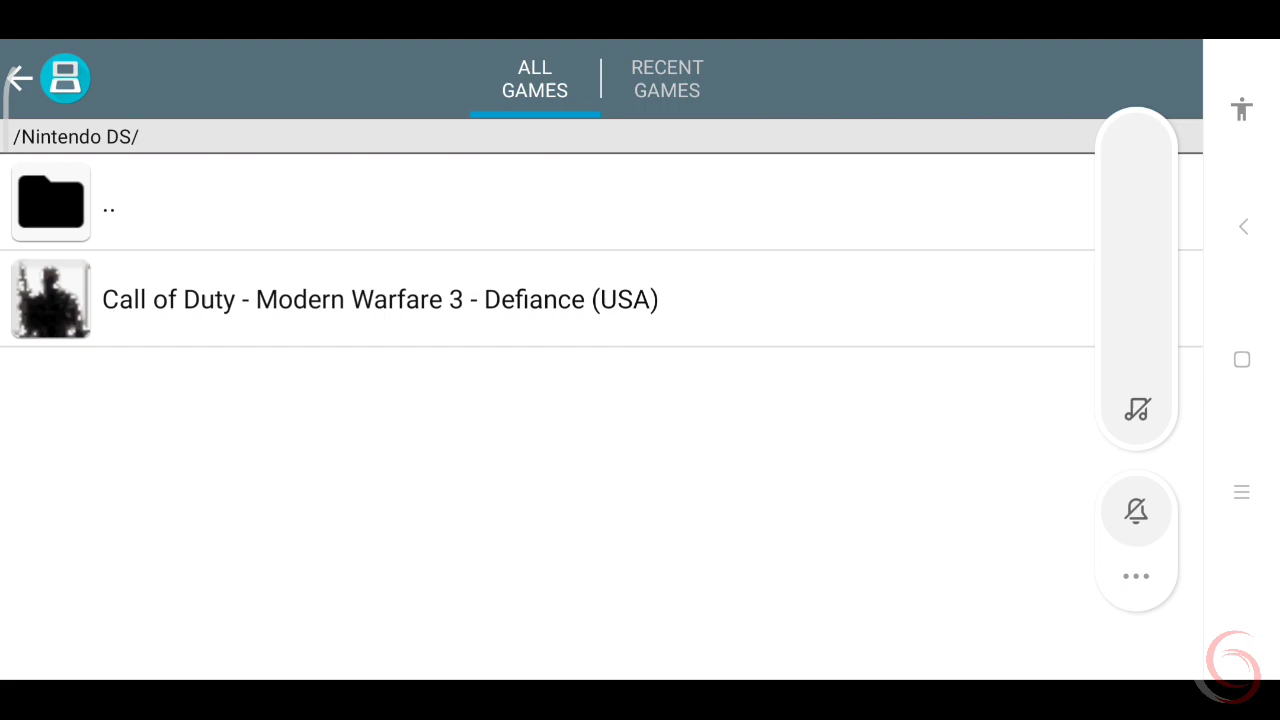 ALL
GAMES
RECENT
GAMES
/Nintendo DS/
..
Call of Duty - Modern Warfare 3 - Defiance (USA)